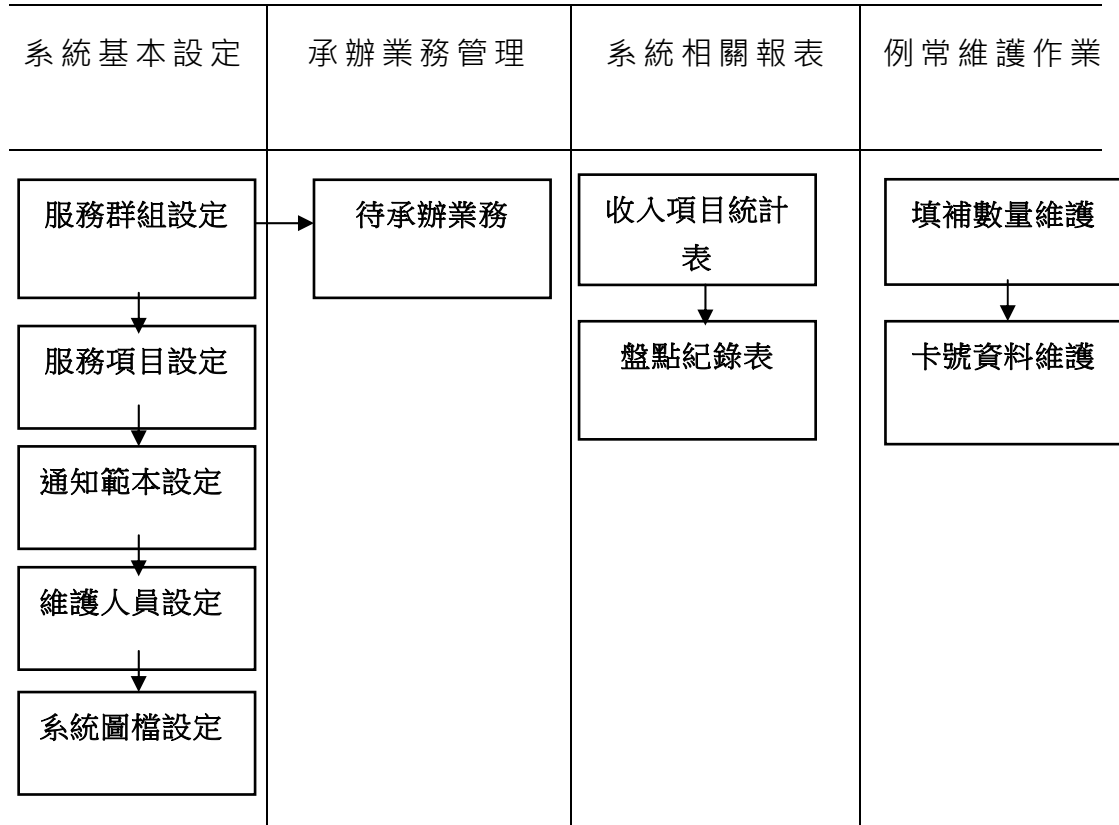 系統基本設定
承辦業務管理
系統相關報表
例常維護作業
服務群組設定
服務項目設定
通知範本設定
維護人員設定
系統圖檔設定
待承辦業務
收入項目統計
表
盤點紀錄表
填補數量維護
卡號資料維護